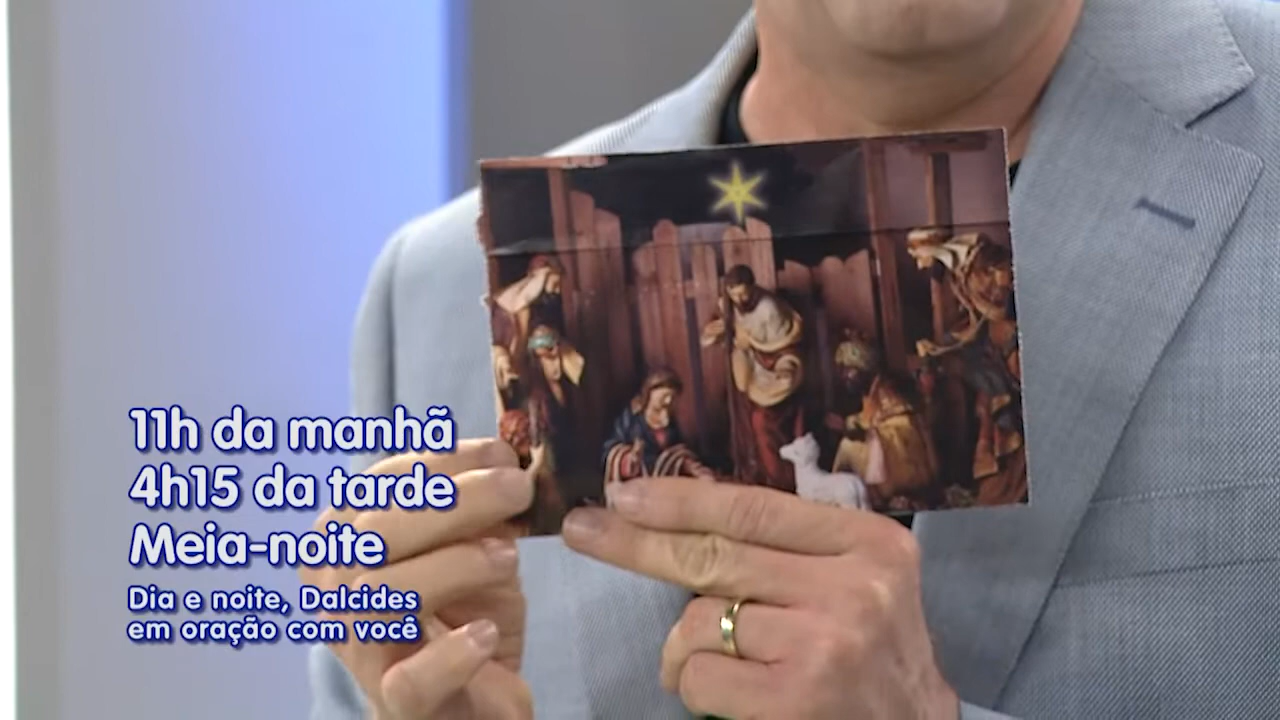 11h da manhã
4h15 da tarde
Meia-noite
Dia e noite, Dalcides
em oração com você